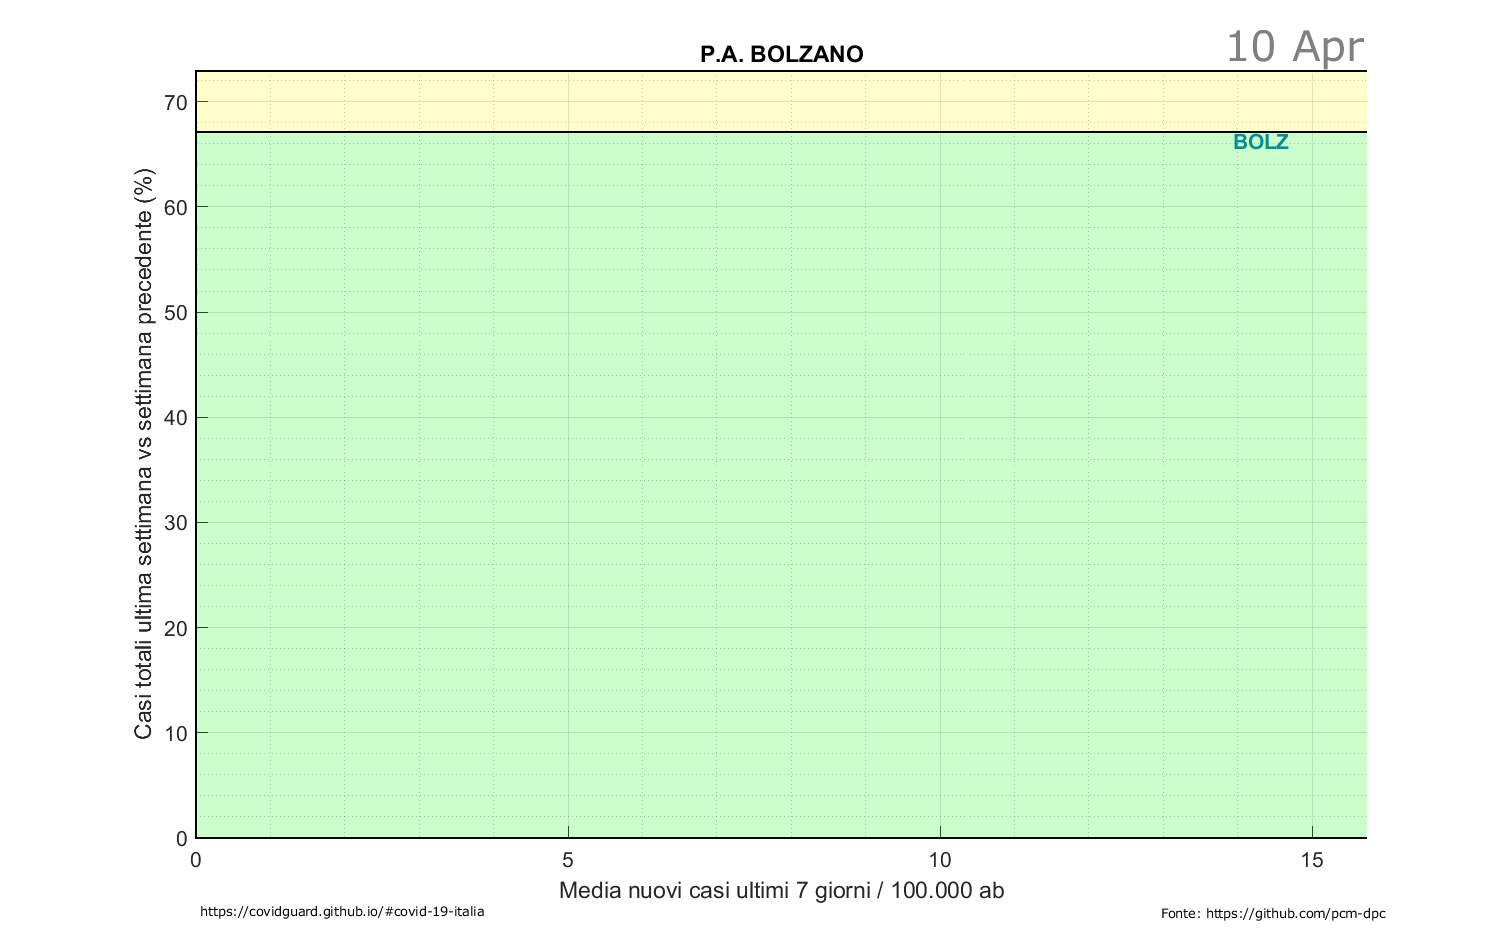 P.A. BOLZANO
10 Apr
BOLZ
Casi totali ultima settimana vs settimana precedente (%)
70
60
50
40
30
20
10
0
0
5
10
15
Media nuovi casi ultimi 7 giorni / 100.000 ab
https://covidguard.github.io/#covid-19-italia
Fonte: https://github.com/pcm-dpc